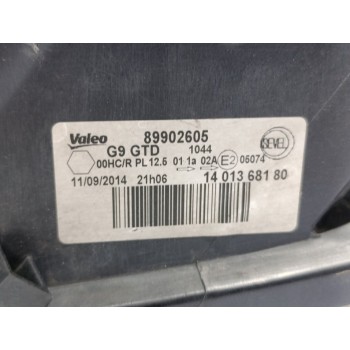 Valeo 89902605
G9 GTD 1044
00HC/R PL 12.5 01 1a 02A E2 05074
11/09/2014 21h06 14 013 681 80
SEVEL